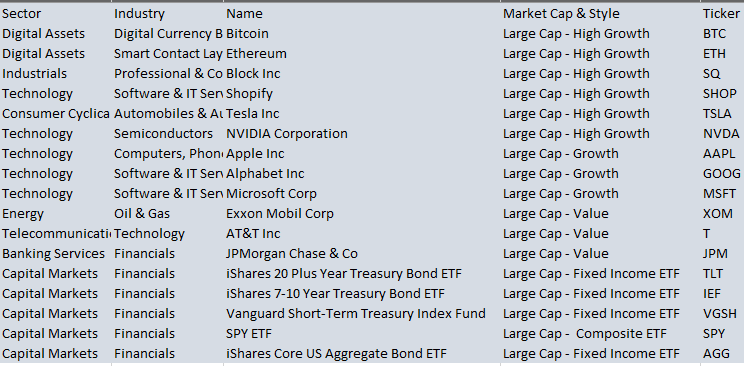 Sector Industry Name Market Cap & Style Ticker
Digital Assets Digital Currency B Bitcoin Large Cap - High Growth BTC
Digital Assets Smart Contact Lay Ethereum Large Cap - High Growth ETH
Industrials Professional & Co Block Inc Large Cap - High Growth SQ
Technology Software & IT Serv Shopify Large Cap - High Growth SHOP
Consumer Cyclica Automobiles & Au Tesla Inc Large Cap - High Growth TSLA
Technology Semiconductors NVIDIA Corporation Large Cap - High Growth NVDA
Technology Computers, Phon Apple Inc Large Cap - Growth AAPL
Technology Software & IT Serv Alphabet Inc Large Cap - Growth GOOG
Technology Software & IT Serv Microsoft Corp Large Cap - Growth MSFT
Energy Oil & Gas Exxon Mobil Corp Large Cap - Value XOM
Telecommunicati Technology AT&T Inc Large Cap - Value T
Banking Services Financials JPMorgan Chase & Co Large Cap - Value JPM
Capital Markets Financials iShares 20 Plus Year Treasury Bond ETF Large Cap - Fixed Income ETF TLT
Capital Markets Financials iShares 7-10 Year Treasury Bond ETF Large Cap - Fixed Income ETF IEF
Capital Markets Financials Vanguard Short-Term Treasury Index Fund Large Cap - Fixed Income ETF VGSH
Capital Markets Financials SPY ETF Large Cap - Composite ETF SPY
Capital Markets Financials iShares Core US Aggregate Bond ETF Large Cap - Fixed Income ETF AGG